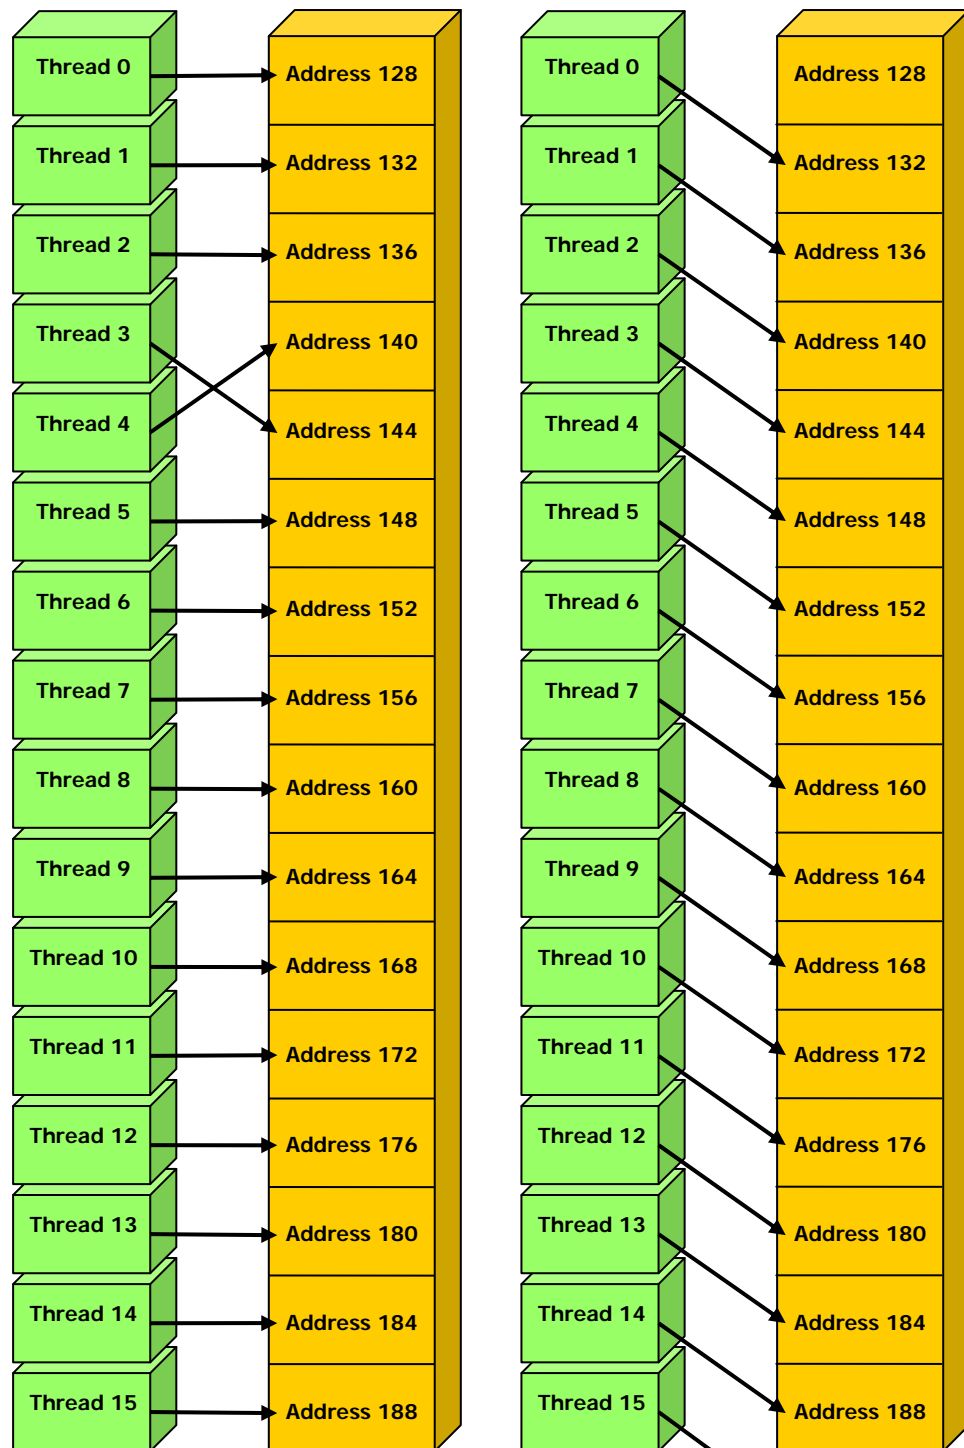 Thread 0
Address 128
Thread 1
Address 132
Thread 2
Address 136
Thread 3
Address 140
Thread 4
Address 144
Thread 5
Address 148
Thread 6
Address 152
Thread 7
Address 156
Thread 8
Address 160
Thread 9
Address 164
Thread 10
Address 168
Thread 11
Address 172
Thread 12
Address 176
Thread 13
Address 180
Thread 14
Address 184
Thread 15
Address 188
Thread 0
Address 128
Thread 1
Address 132
Thread 2
Address 136
Thread 3
Address 140
Thread 4
Address 144
Thread 5
Address 148
Thread 6
Address 152
Thread 7
Address 156
Thread 8
Address 160
Thread 9
Address 164
Thread 10
Address 168
Thread 11
Address 172
Thread 12
Address 176
Thread 13
Address 180
Thread 14
Address 184
Thread 15
Address 188